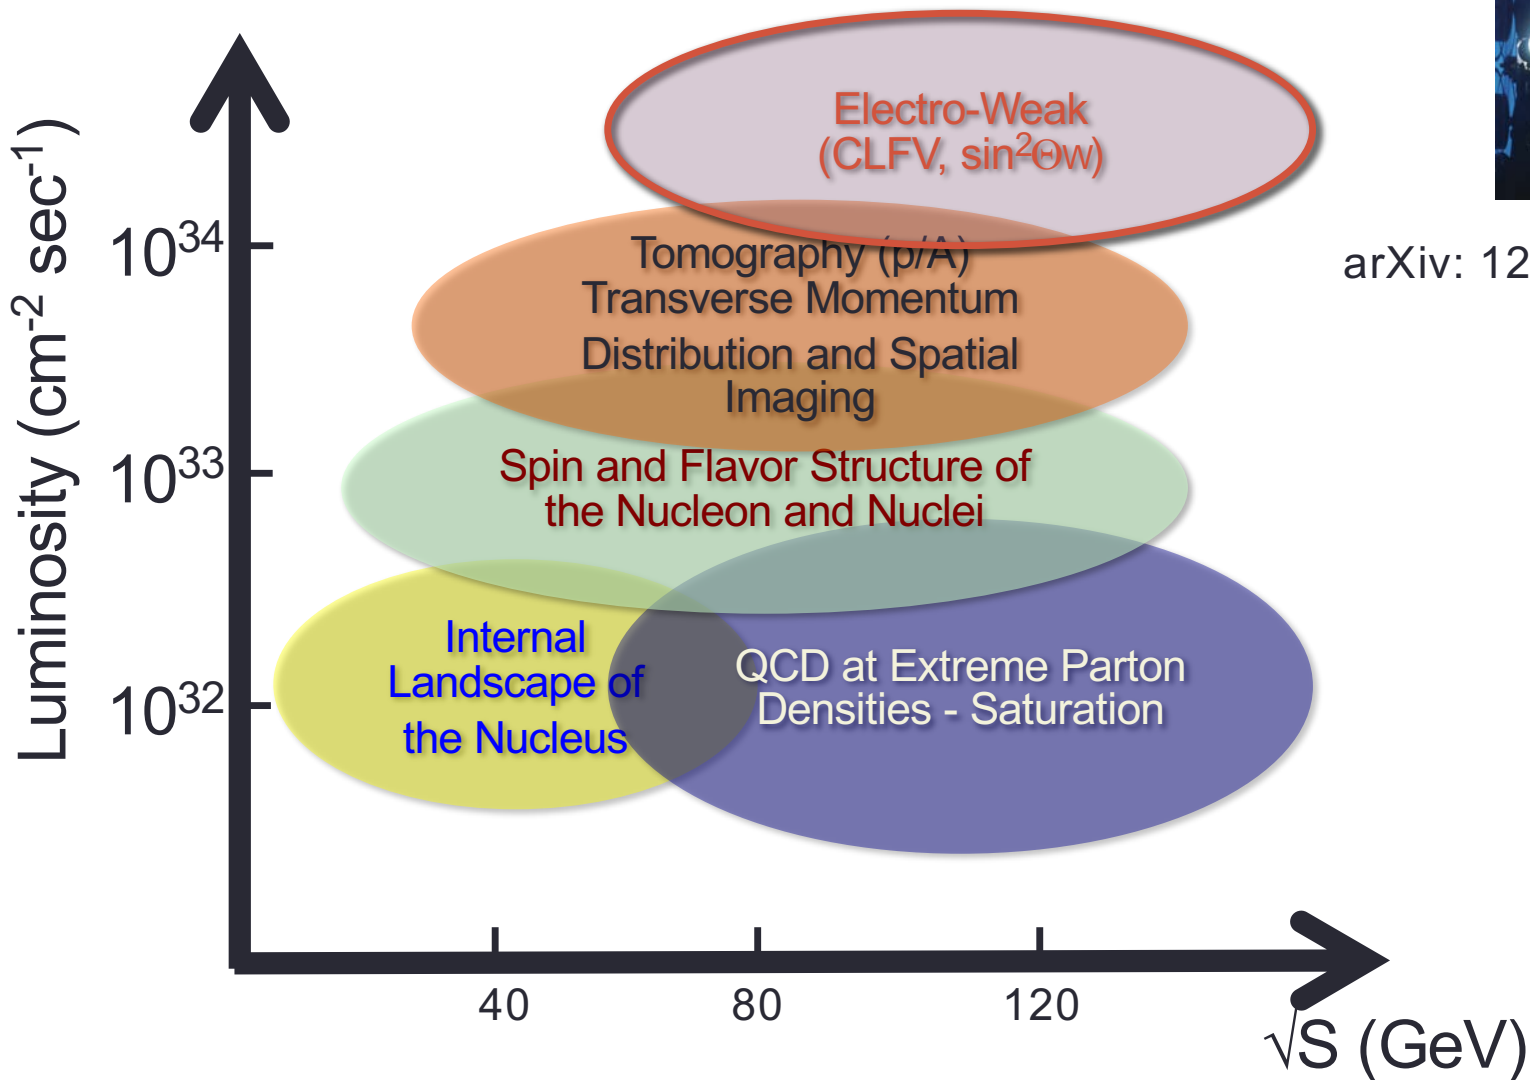 Luminosity (cm-2 sec-1)
Electro-Weak
(CLFV, sin2ΘW)
1034
Tomography (p/A)
Transverse Momentum
Distribution and Spatial
Imaging
arXiv: 12
1033
Spin and Flavor Structure of
the Nucleon and Nuclei
Internal
Landscape of
the Nucleus
QCD at Extreme Parton
Densities - Saturation
1032
40
80
120
√S (GeV)